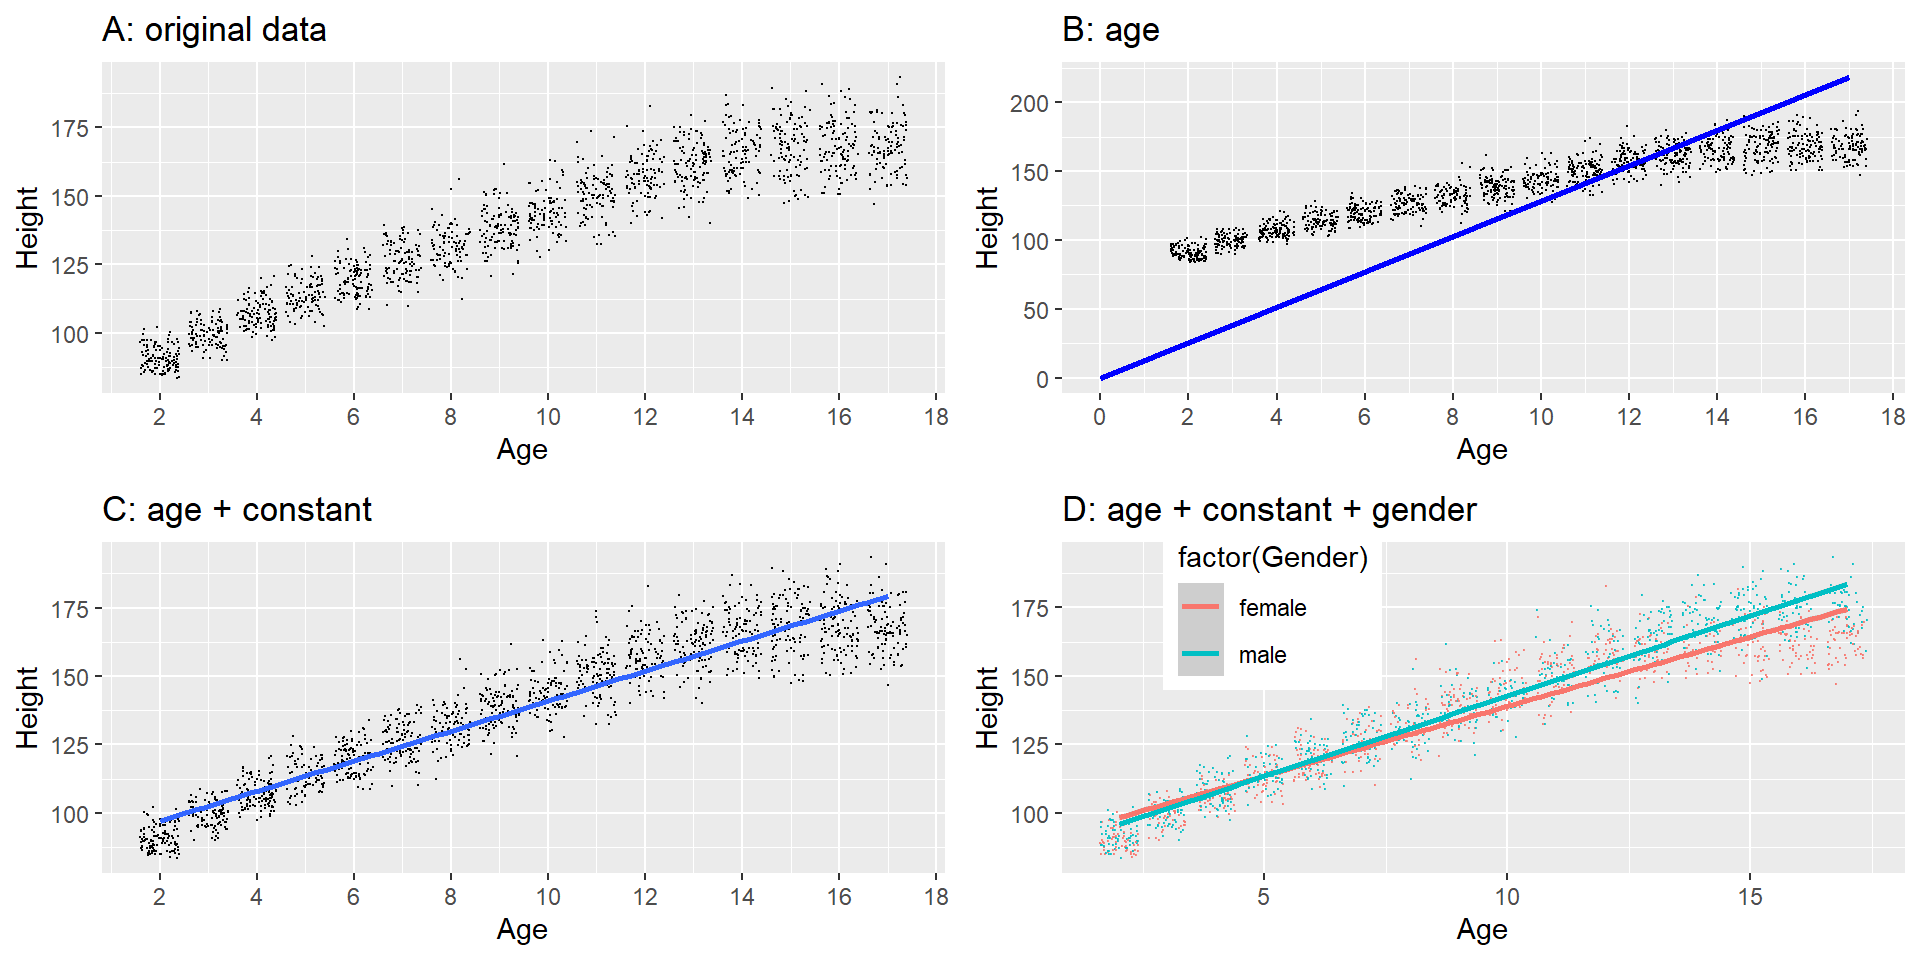 A: original data
Height
175
150
125
100
2 4 6 8 10 12 14 16 18
Age
B: age
Height
200
150
100
50
0
0 2 4 6 8 10 12 14 16 18
Age
C: age + constant
Height
175
150
125
100
2 4 6 8 10 12 14 16 18
Age
D: age + constant + gender
factor(Gender)
female
male
Height
175
150
125
100
5 10 15
Age